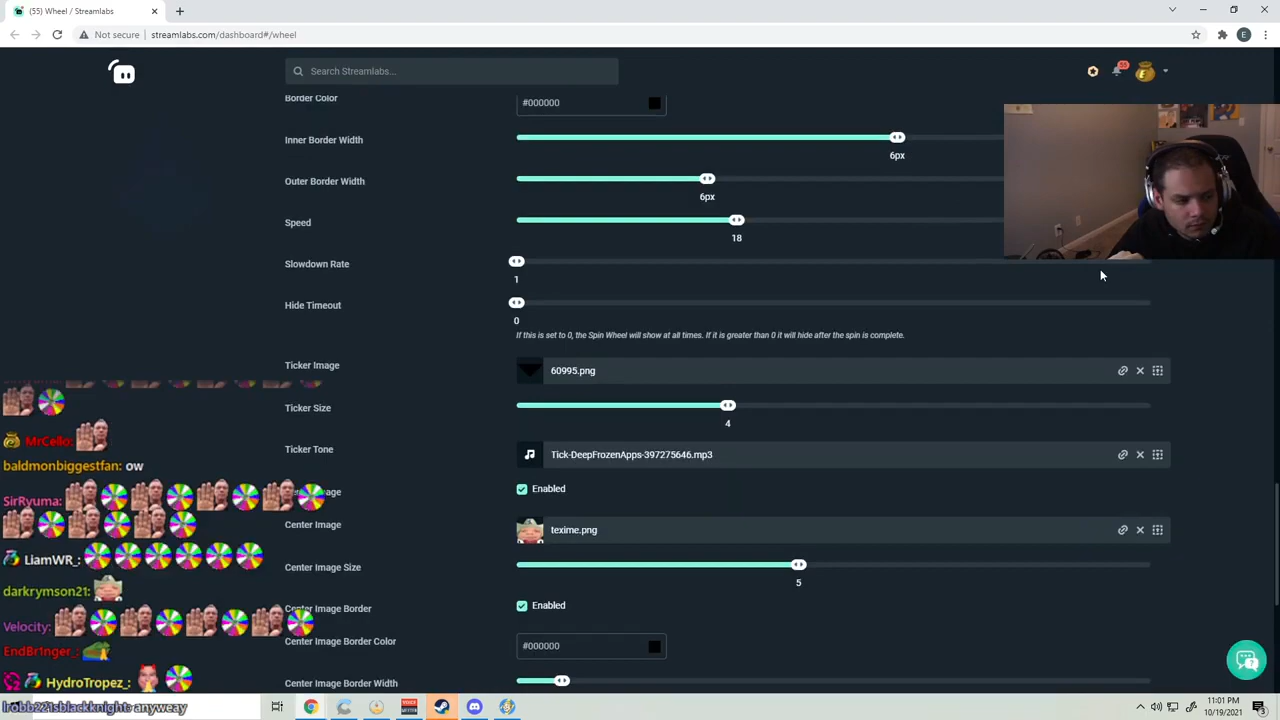 (55) Wheel / Streamlabs
Not secure
streamlabs.com/dashboard#/wheel
E
Search Streamlabs...
55
Border Color
#000000
Inner Border Width
6px
Outer Border Width
6px
Speed
18
Slowdown Rate
1
Hide Timeout
0
If this is set to 0, the Spin Wheel will show at all times. If it is greater than 0 it will hide after the spin is complete.
Ticker Image
60995.png
Ticker Size
4
Ticker Tone
Tick-DeepFrozenApps-397275646.mp3
Enabled
Center Image
texime.png
Center Image Size
5
Enabled
Center Image Border
Center Image Border Color
#000000
Center Image Border Width
MrCello:
baldmonbiggestfan: ow
SirRyuma:
LiamWR_:
darkrymson21:
Velocity:
EndBr1nger_:
HydroTropez_:
lrobb221sblackknight: anyweay
11:01 PM
10/19/2021
3